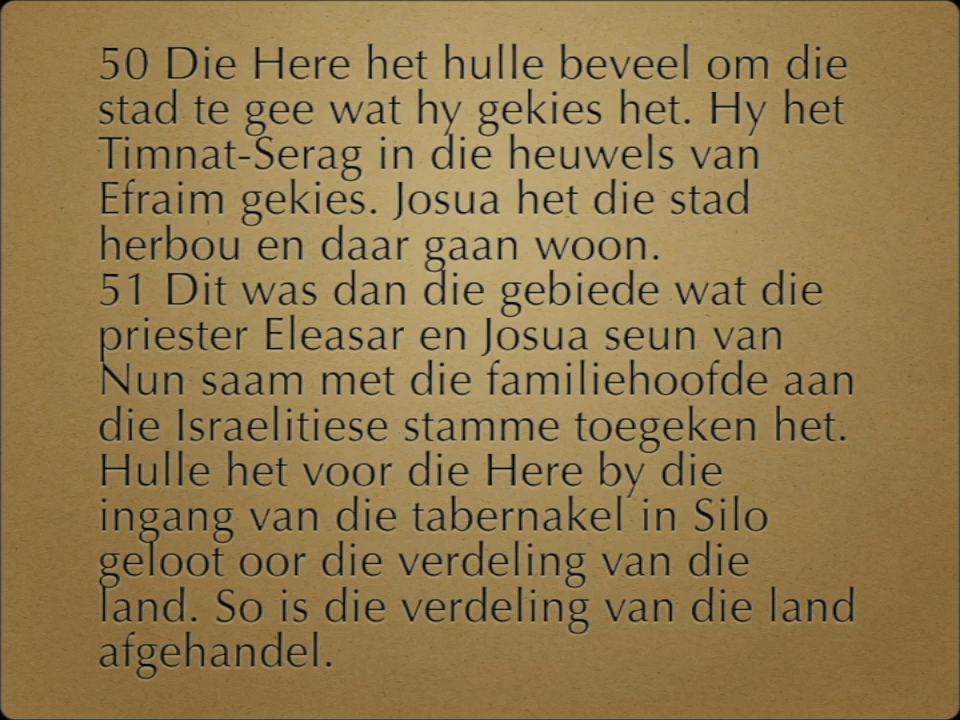 50 Die Here het hulle beveel om die
stad te gee wat hy gekies het. Hy het
Timnat-Serag in die heuwels van
Efraim gekies. Josua het die stad
herbou en daar gaan woon.
51 Dit was dan die gebiede wat die
priester Eleasar en Josua seun van
Nun saam met die familiehoofde aan
die Israelitiese stamme toegeken het.
Hulle het voor die Here by die
ingang van die tabernakel in Silo
geloot oor die verdeling van die
land. So is die verdeling van die land
afgehandel.